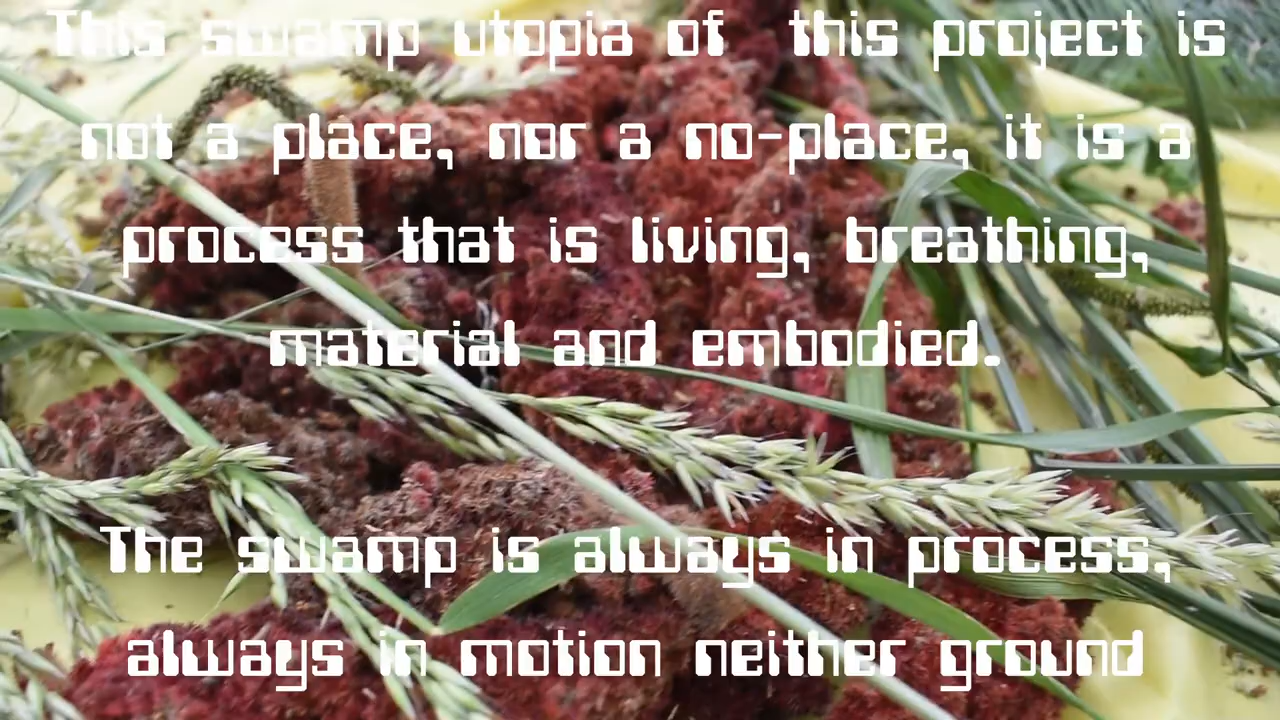 This swamp utopia of  this project is
not a place, nor a no-place, it is a
process that is living, breathing,
material and embodied.
The swamp is always in process,
always in motion neither ground